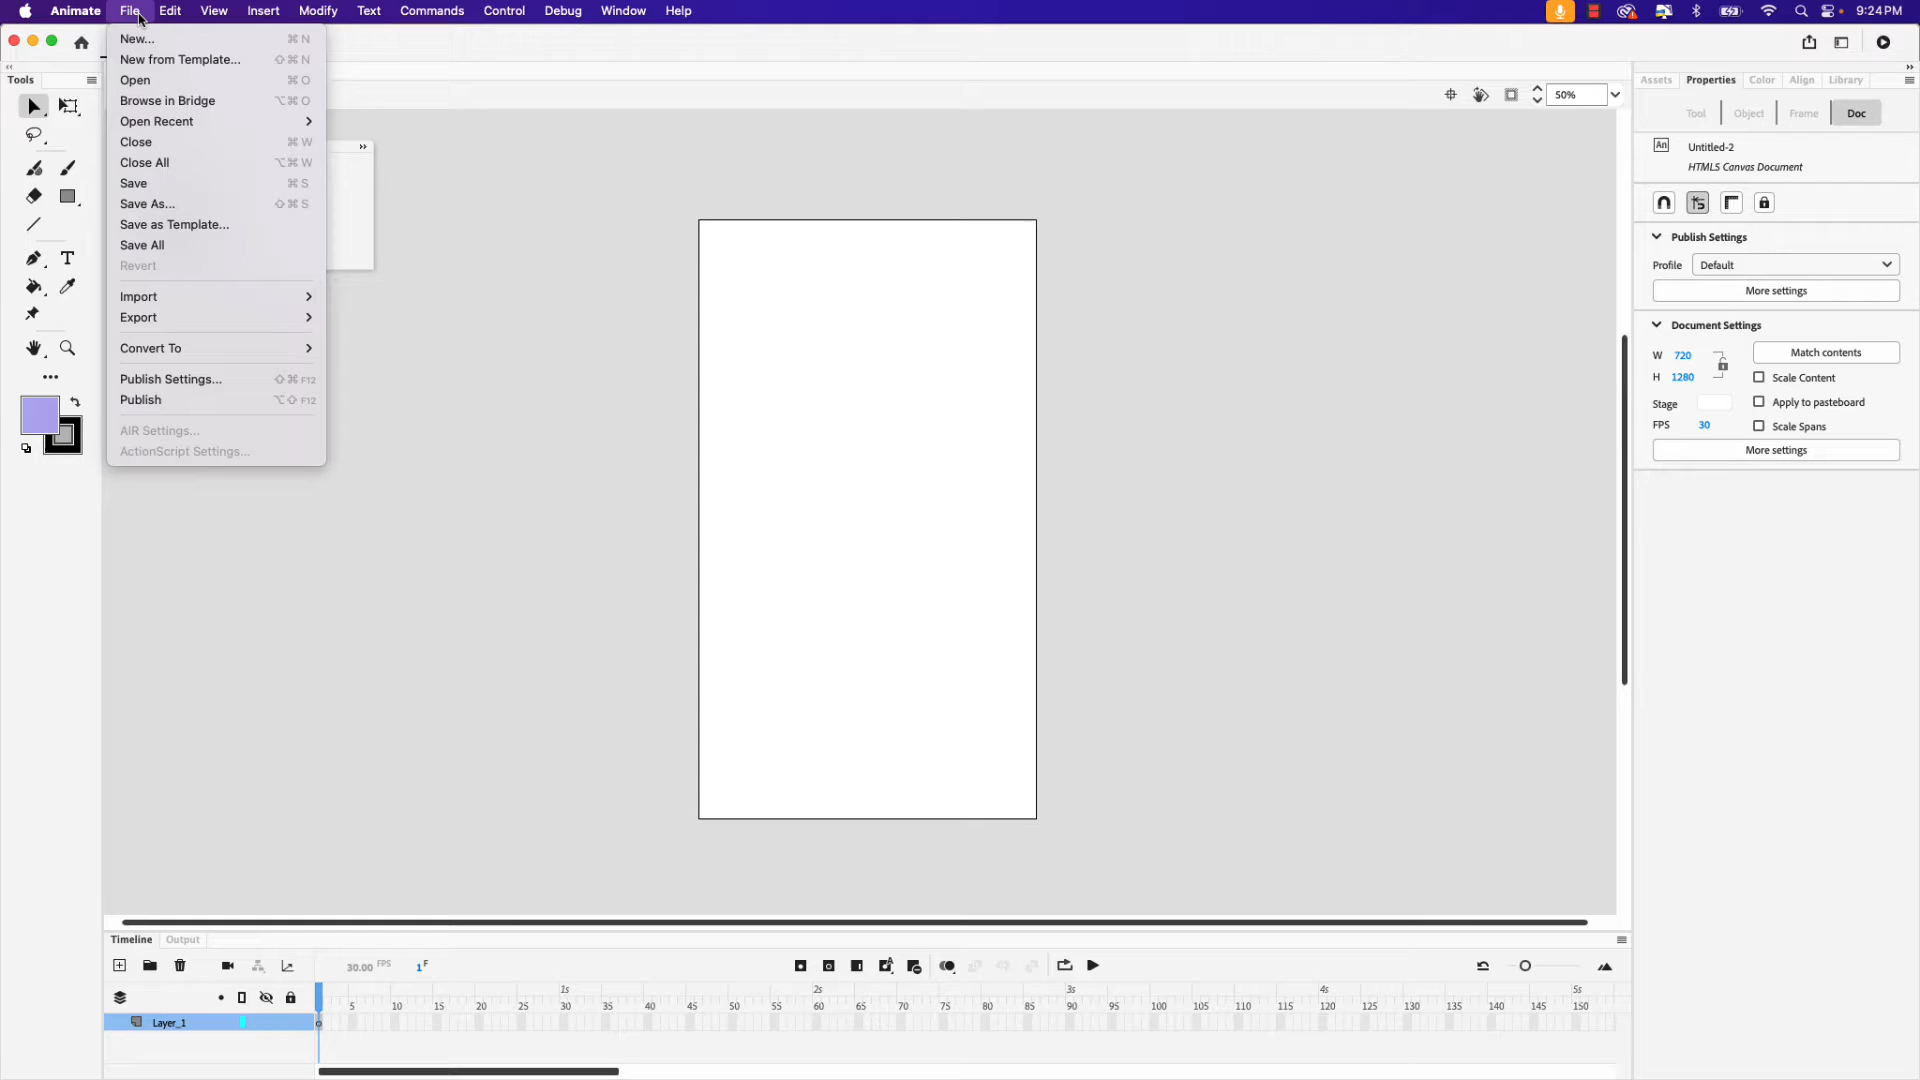 Animate File Edit View Insert Modify Text Commands Control Debug Window Help 9:24 PM
New... ⌘ N
New from Template... ⇧ ⌘ N
Open ⌘ O
Browse in Bridge ⌥ ⌘ O
Open Recent
Close ⌘ W
Close All ⌥ ⌘ W
Save ⌘ S
Save As... ⇧ ⌘ S
Save as Template...
Save All
Revert
Import
Export
Convert To
Publish Settings... ⇧ ⌘ F12
Publish ⌥ ⇧ F12
AIR Settings...
ActionScript Settings...
Tools
50%
Assets Properties Color Align Library
Tool Object Frame Doc
An Untitled-2
HTML5 Canvas Document
Publish Settings
Profile Default
More settings
Document Settings
W 720 Match contents
H 1280 Scale Content
Stage Apply to pasteboard
FPS 30 Scale Spans
More settings
Timeline Output
30.00 FPS 1 F
1s 2s 3s 4s 5s
5 10 15 20 25 30 35 40 45 50 55 60 65 70 75 80 85 90 95 100 105 110 115 120 125 130 135 140 145 150
Layer_1